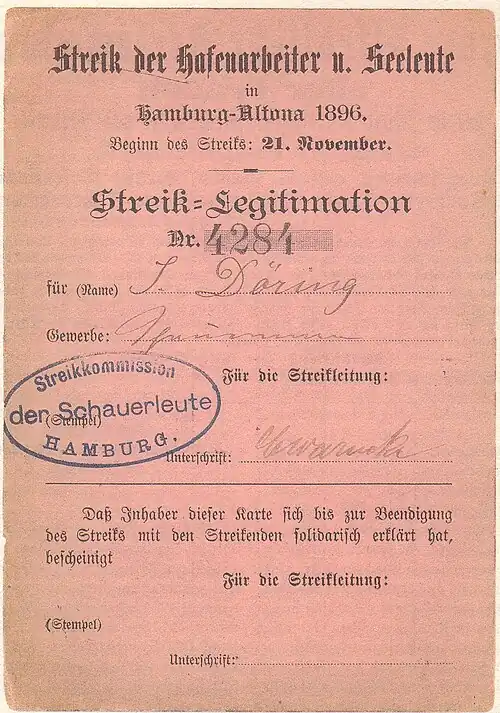 Streik der Hafenarbeiter u. Seeleute
in
Hamburg-Altona 1896.
Beginn des Streiks: 21. November.
Streik-Legitimation
Nr. 4284
für (Name) J. Döring
Gewerbe:
Für die Streikleitung:
Streikkommission
der Schauerleute
HAMBURG.
(Stempel)
Unterschrift:
Daß Inhaber dieser Karte sich bis zur Beendigung
des Streiks mit den Streikenden solidarisch erklärt hat,
bescheinigt
Für die Streikleitung:
(Stempel)
Unterschrift: